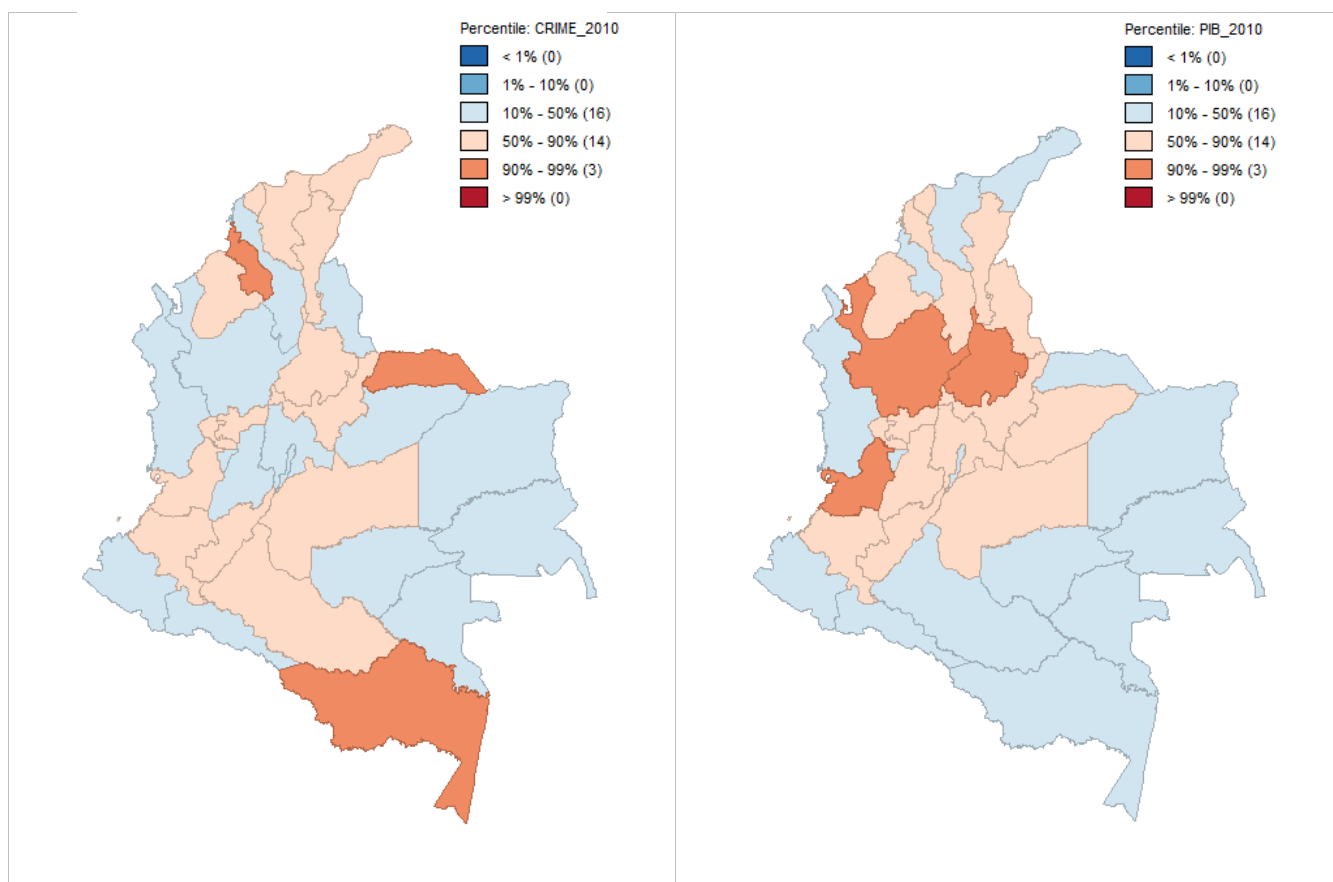 Percentile: CRIME_2010
< 1% (0)
1% - 10% (0)
10% - 50% (16)
50% - 90% (14)
90% - 99% (3)
> 99% (0)
Percentile: PIB_2010
< 1% (0)
1% - 10% (0)
10% - 50% (16)
50% - 90% (14)
90% - 99% (3)
> 99% (0)